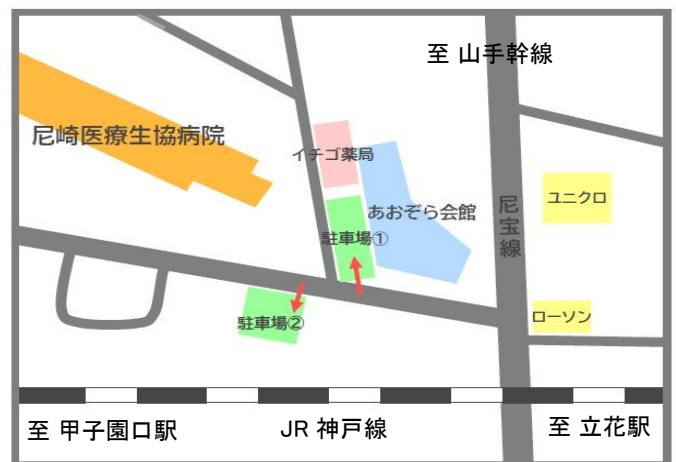 至 山手幹線
尼崎医療生協病院
イチゴ薬局
ユニクロ
あおぞら会館
尼宝線
駐車場①
ローソン
駐車場②
至 甲子園口駅
JR 神戸線
至 立花駅